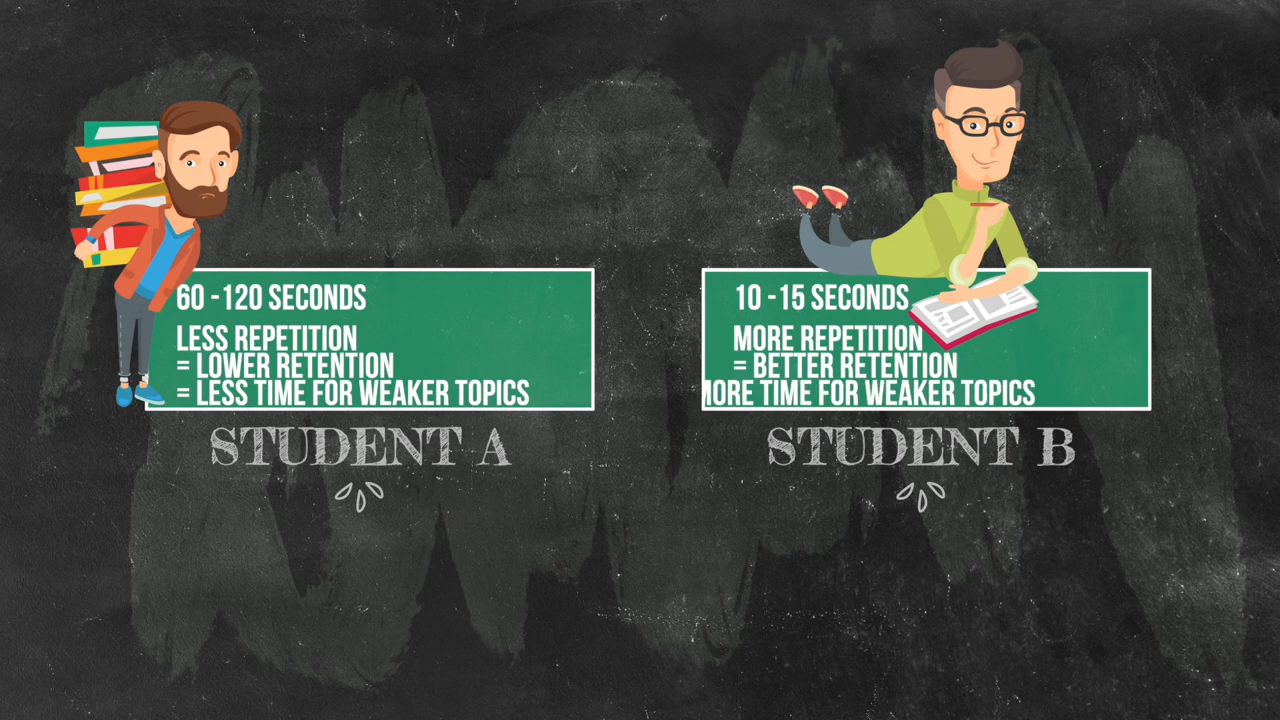 60 -120 SECONDS
LESS REPETITION
= LOWER RETENTION
= LESS TIME FOR WEAKER TOPICS
STUDENT A
10 -15 SECONDS
MORE REPETITION
= BETTER RETENTION
MORE TIME FOR WEAKER TOPICS
STUDENT B